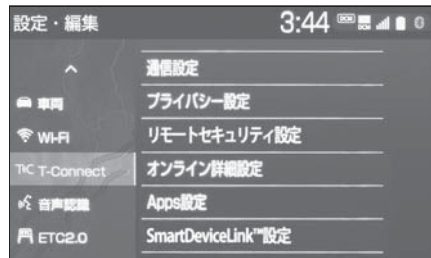 設定・編集
3:44
通信設定
車両
プライバシー設定
Wi-Fi
リモートセキュリティ設定
T-Connect
オンライン詳細設定
音声認識
Apps設定
ETC2.0
SmartDeviceLink™設定